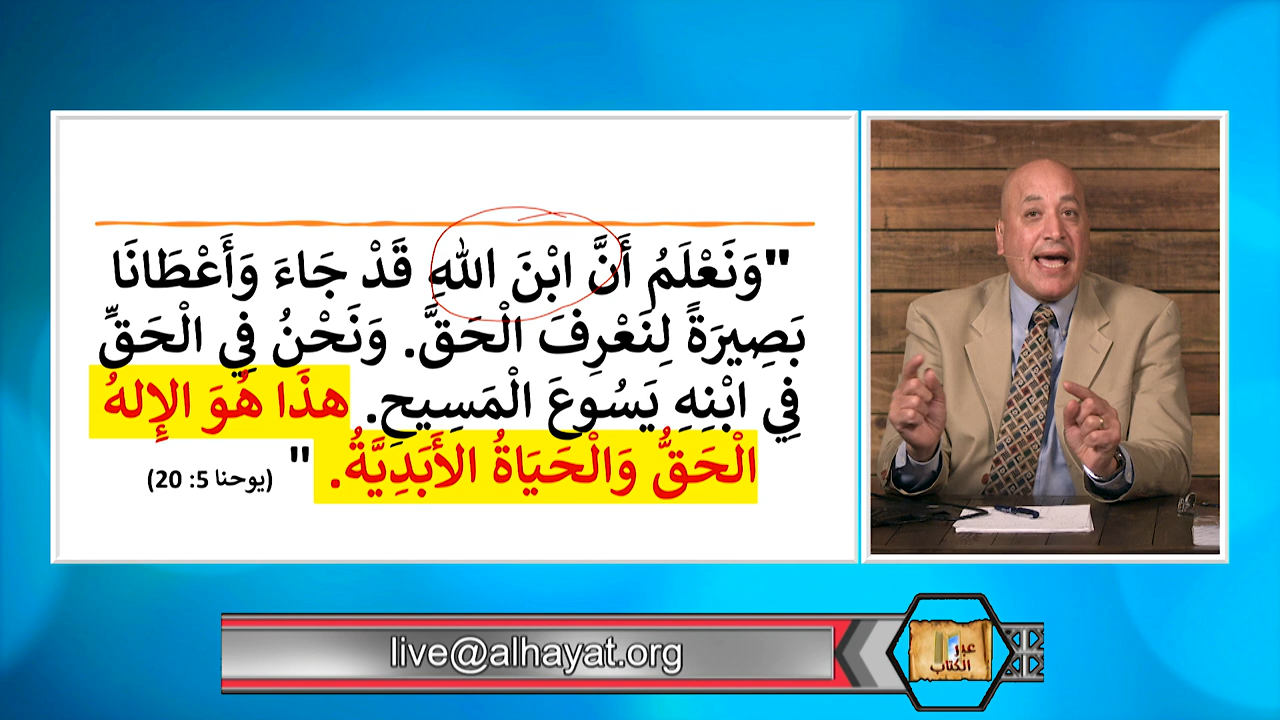 "وَنَعْلَمُ أَنَّ ابْنَ اللهِ قَدْ جَاءَ وَأَعْطَانَا
بَصِيرَةً لِنَعْرِفَ الْحَقَّ. وَنَحْنُ فِي الْحَقِّ
فِي ابْنِهِ يَسُوعَ الْمَسِيحِ. هذَا هُوَ الإِلهُ
الْحَقُّ وَالْحَيَاةُ الأَبَدِيَّةُ. " (يوحنا 5: 20)
live@alhayat.org
عبر
الكتاب